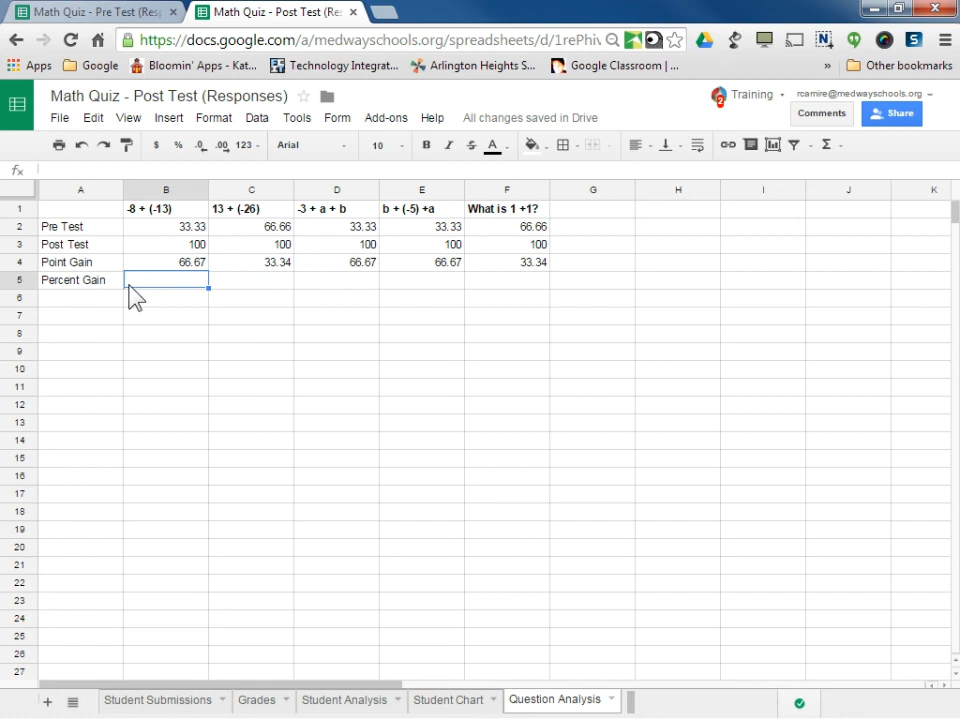 Math Quiz - Pre Test (Resp
Math Quiz - Post Test (Res
https://docs.google.com/a/medwayschools.org/spreadsheets/d/1rePhiv
Apps Google Bloomin' Apps - Kat... Technology Integrat... Arlington Heights S... Google Classroom | ... » Other bookmarks
Math Quiz - Post Test (Responses)
Training rcamire@medwayschools.org
File Edit View Insert Format Data Tools Form Add-ons Help All changes saved in Drive
Comments Share
$ % .0 .00 123 Arial 10 B I S A Σ
fx
A B C D E F G H I J K
1 -8 + (-13) 13 + (-26) -3 + a + b b + (-5) +a What is 1 +1?
2 Pre Test 33.33 66.66 33.33 33.33 66.66
3 Post Test 100 100 100 100 100
4 Point Gain 66.67 33.34 66.67 66.67 33.34
5 Percent Gain
6
7
8
9
10
11
12
13
14
15
16
17
18
19
20
21
22
23
24
25
26
27
Student Submissions Grades Student Analysis Student Chart Question Analysis